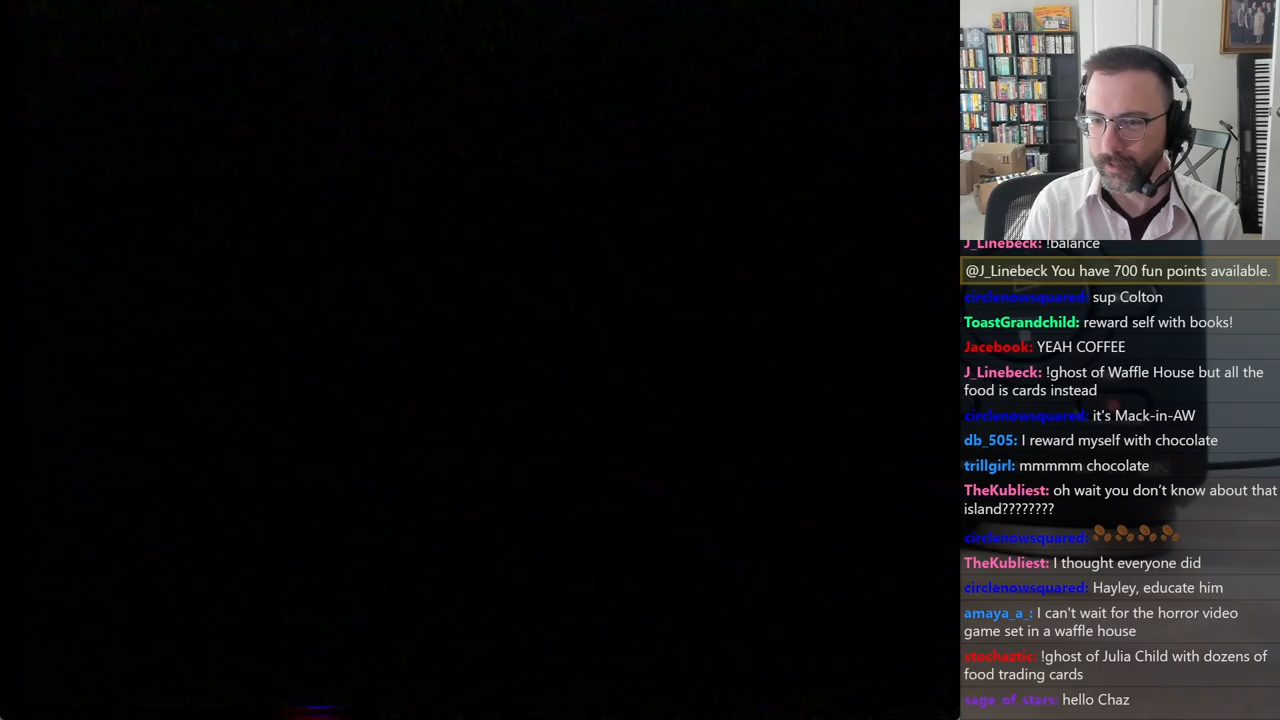 J_Linebeck: !balance
@J_Linebeck You have 700 fun points available.
circlenowsquared: sup Colton
ToastGrandchild: reward self with books!
Jacebook: YEAH COFFEE
J_Linebeck: !ghost of Waffle House but all the
food is cards instead
circlenowsquared: it's Mack-in-AW
db_505: I reward myself with chocolate
trillgirl: mmmmm chocolate
TheKubliest: oh wait you don't know about that
island????????
circlenowsquared:
TheKubliest: I thought everyone did
circlenowsquared: Hayley, educate him
amaya_a_: I can't wait for the horror video
game set in a waffle house
stochaztic: !ghost of Julia Child with dozens of
food trading cards
sage_of_stars: hello Chaz